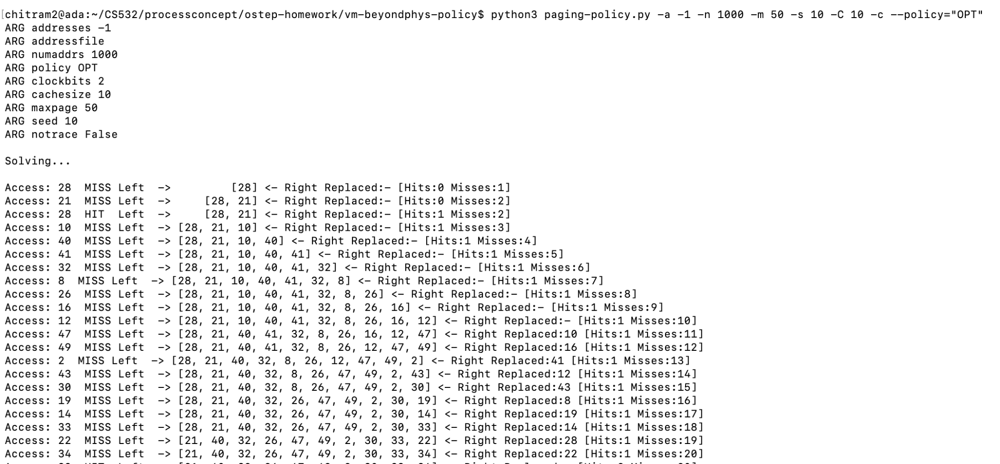 [chitram2@ada:~/CS532/processconcept/ostep-homework/vm-beyondphys-policy$ python3 paging-policy.py -a -1 -n 1000 -m 50 -s 10 -C 10 -c --policy="OPT"
ARG addresses -1
ARG addressfile
ARG numaddrs 1000
ARG policy OPT
ARG clockbits 2
ARG cachesize 10
ARG maxpage 50
ARG seed 10
ARG notrace False
Solving...
Access: 28  MISS Left  ->         [28] <- Right Replaced:- [Hits:0 Misses:1]
Access: 21  MISS Left  ->     [28, 21] <- Right Replaced:- [Hits:0 Misses:2]
Access: 28  HIT  Left  ->     [28, 21] <- Right Replaced:- [Hits:1 Misses:2]
Access: 10  MISS Left  -> [28, 21, 10] <- Right Replaced:- [Hits:1 Misses:3]
Access: 40  MISS Left  -> [28, 21, 10, 40] <- Right Replaced:- [Hits:1 Misses:4]
Access: 41  MISS Left  -> [28, 21, 10, 40, 41] <- Right Replaced:- [Hits:1 Misses:5]
Access: 32  MISS Left  -> [28, 21, 10, 40, 41, 32] <- Right Replaced:- [Hits:1 Misses:6]
Access: 8  MISS Left  -> [28, 21, 10, 40, 41, 32, 8] <- Right Replaced:- [Hits:1 Misses:7]
Access: 26  MISS Left  -> [28, 21, 10, 40, 41, 32, 8, 26] <- Right Replaced:- [Hits:1 Misses:8]
Access: 16  MISS Left  -> [28, 21, 10, 40, 41, 32, 8, 26, 16] <- Right Replaced:- [Hits:1 Misses:9]
Access: 12  MISS Left  -> [28, 21, 10, 40, 41, 32, 8, 26, 16, 12] <- Right Replaced:- [Hits:1 Misses:10]
Access: 47  MISS Left  -> [28, 21, 40, 41, 32, 8, 26, 16, 12, 47] <- Right Replaced:10 [Hits:1 Misses:11]
Access: 49  MISS Left  -> [28, 21, 40, 41, 32, 8, 26, 12, 47, 49] <- Right Replaced:16 [Hits:1 Misses:12]
Access: 2  MISS Left  -> [28, 21, 40, 32, 8, 26, 12, 47, 49, 2] <- Right Replaced:41 [Hits:1 Misses:13]
Access: 43  MISS Left  -> [28, 21, 40, 32, 8, 26, 47, 49, 2, 43] <- Right Replaced:12 [Hits:1 Misses:14]
Access: 30  MISS Left  -> [28, 21, 40, 32, 8, 26, 47, 49, 2, 30] <- Right Replaced:43 [Hits:1 Misses:15]
Access: 19  MISS Left  -> [28, 21, 40, 32, 26, 47, 49, 2, 30, 19] <- Right Replaced:8 [Hits:1 Misses:16]
Access: 14  MISS Left  -> [28, 21, 40, 32, 26, 47, 49, 2, 30, 14] <- Right Replaced:19 [Hits:1 Misses:17]
Access: 33  MISS Left  -> [28, 21, 40, 32, 26, 47, 49, 2, 30, 33] <- Right Replaced:14 [Hits:1 Misses:18]
Access: 22  MISS Left  -> [21, 40, 32, 26, 47, 49, 2, 30, 33, 22] <- Right Replaced:28 [Hits:1 Misses:19]
Access: 34  MISS Left  -> [21, 40, 32, 26, 47, 49, 2, 30, 33, 34] <- Right Replaced:22 [Hits:1 Misses:20]